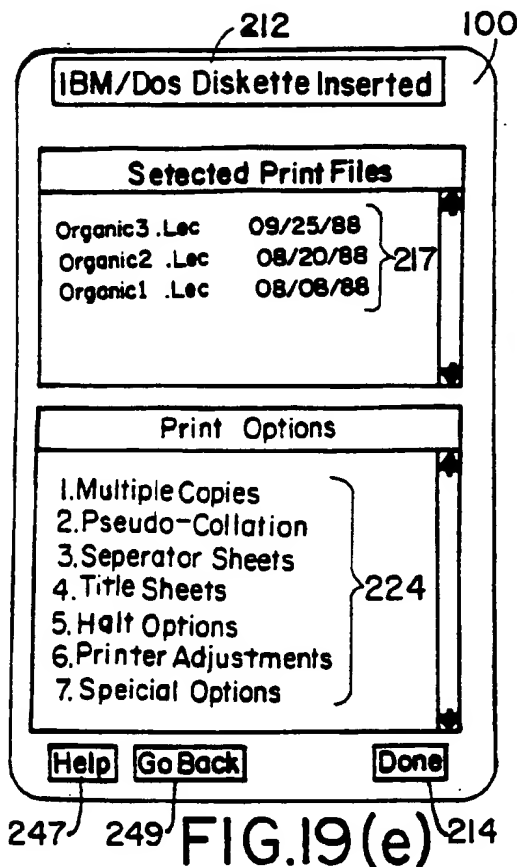 212
100
IBM/Dos Diskette Inserted
Setected Print Files
Organic3 .Lec 09/25/88
Organic2 .Lec 08/20/88
Organic1 .Lec 08/08/88
217
Print Options
1. Multiple Copies
2. Pseudo-Collation
3. Seperator Sheets
4. Title Sheets
5. Halt Options
6. Printer Adjustments
7. Speicial Options
224
Help Go Back Done
247 249 FIG.19(e) 214